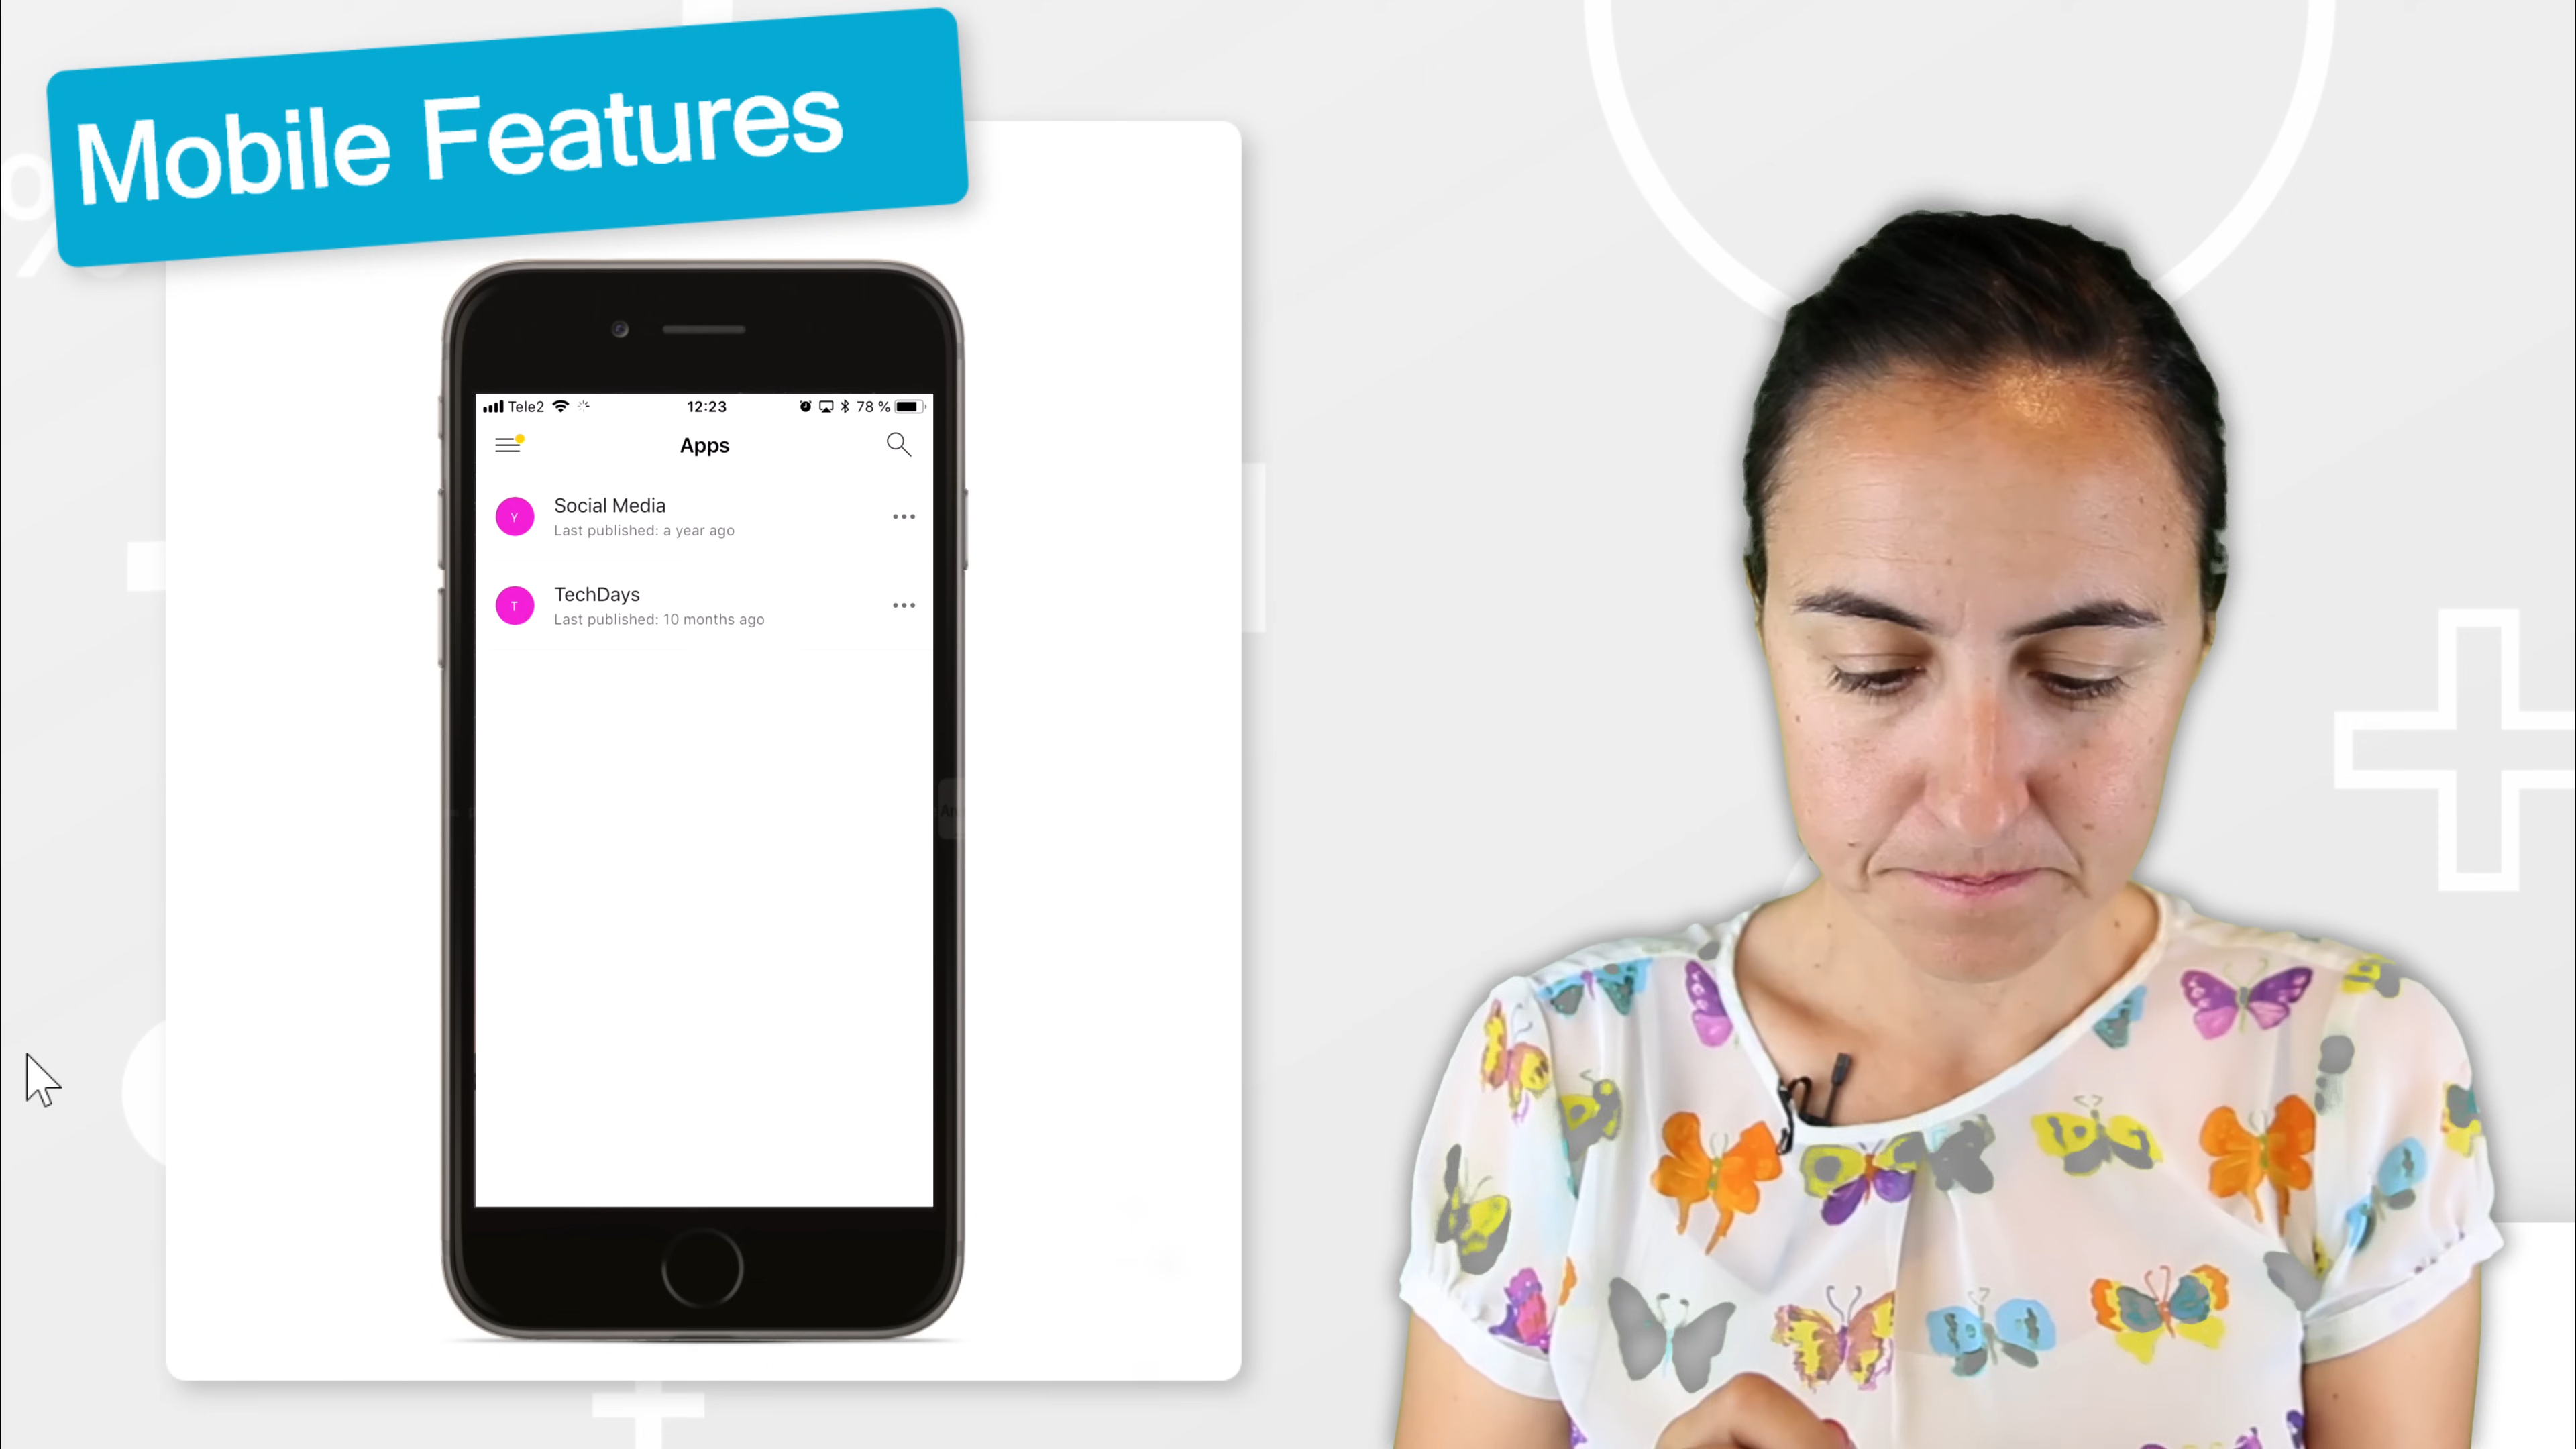 Mobile Features
Tele2 12:23 78 %
Apps
Y Social Media
Last published: a year ago
T TechDays
Last published: 10 months ago